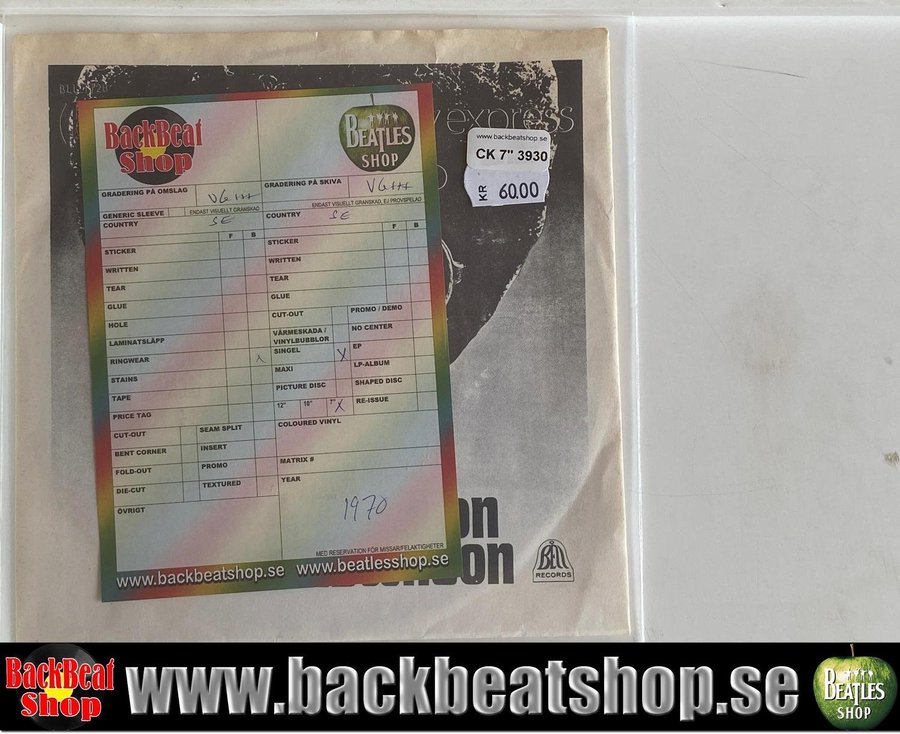 y express
www.backbeatshop.se
CK 7" 3930
KR 60.00
BackBeat
Shop
BEATLES
SHOP
GRADERING PÅ OMSLAG VG+++
GRADERING PÅ SKIVA VG+++
GENERIC SLEEVE
ENDAST VISUELLT GRANSKAD
ENDAST VISUELLT GRANSKAD, EJ PROVSPELAD
COUNTRY SE
COUNTRY SE
F B
F B
STICKER
WRITTEN
TEAR
GLUE
HOLE
LAMINATSLÄPP
RINGWEAR
STAINS
TAPE
PRICE TAG
CUT-OUT SEAM SPLIT
BENT CORNER INSERT
FOLD-OUT PROMO
DIE-CUT TEXTURED
ÖVRIGT
STICKER
WRITTEN
TEAR
GLUE
CUT-OUT PROMO / DEMO
VÄRMESKADA /
VINYLBUBBLOR
NO CENTER
SINGEL X EP
MAXI LP-ALBUM
PICTURE DISC SHAPED DISC
12" 10" 7" X RE-ISSUE
COLOURED VINYL
MATRIX #
YEAR
1970
MED RESERVATION FÖR MISSAR/FELAKTIGHETER
www.backbeatshop.se www.beatlesshop.se
on
son
BELL
RECORDS
BackBeat
Shop
www.backbeatshop.se
BEATLES
SHOP